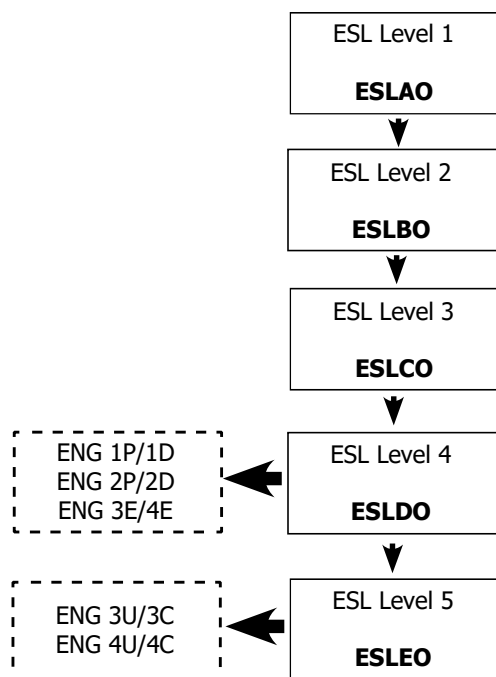 ESL Level 1
ESLAO
ESL Level 2
ESLBO
ESL Level 3
ESLCO
ENG 1P/1D
ENG 2P/2D
ENG 3E/4E
ESL Level 4
ESLDO
ENG 3U/3C
ENG 4U/4C
ESL Level 5
ESLEO